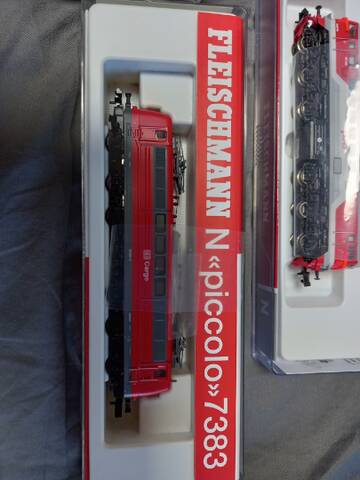 FLEISCHMANN N «piccolo» 7383
DB Cargo
N